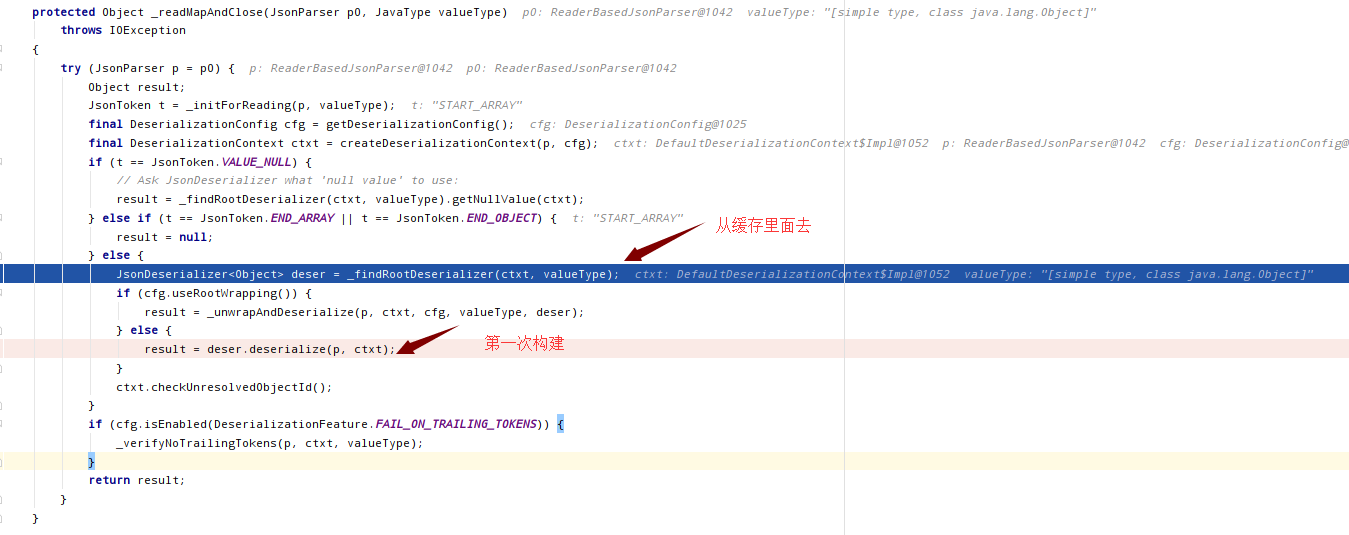 protected Object _readMapAndClose(JsonParser p0, JavaType valueType)  p0: ReaderBasedJsonParser@1042  valueType: "[simple type, class java.lang.Object]"
throws IOException
{
try (JsonParser p = p0) {  p: ReaderBasedJsonParser@1042  p0: ReaderBasedJsonParser@1042
Object result;
JsonToken t = _initForReading(p, valueType);  t: "START_ARRAY"
final DeserializationConfig cfg = getDeserializationConfig();  cfg: DeserializationConfig@1025
final DeserializationContext ctxt = createDeserializationContext(p, cfg);  ctxt: DefaultDeserializationContext$Impl@1052  p: ReaderBasedJsonParser@1042  cfg: DeserializationConfig@
if (t == JsonToken.VALUE_NULL) {
// Ask JsonDeserializer what 'null value' to use:
result = _findRootDeserializer(ctxt, valueType).getNullValue(ctxt);
} else if (t == JsonToken.END_ARRAY || t == JsonToken.END_OBJECT) {  t: "START_ARRAY"
从缓存里面去
result = null;
} else {
JsonDeserializer<Object> deser = _findRootDeserializer(ctxt, valueType);  ctxt: DefaultDeserializationContext$Impl@1052  valueType: "[simple type, class java.lang.Object]"
if (cfg.useRootWrapping()) {
result = _unwrapAndDeserialize(p, ctxt, cfg, valueType, deser);
} else {
第一次构建
result = deser.deserialize(p, ctxt);
}
ctxt.checkUnresolvedObjectId();
}
if (cfg.isEnabled(DeserializationFeature.FAIL_ON_TRAILING_TOKENS)) {
_verifyNoTrailingTokens(p, ctxt, valueType);
}
return result;
}
}